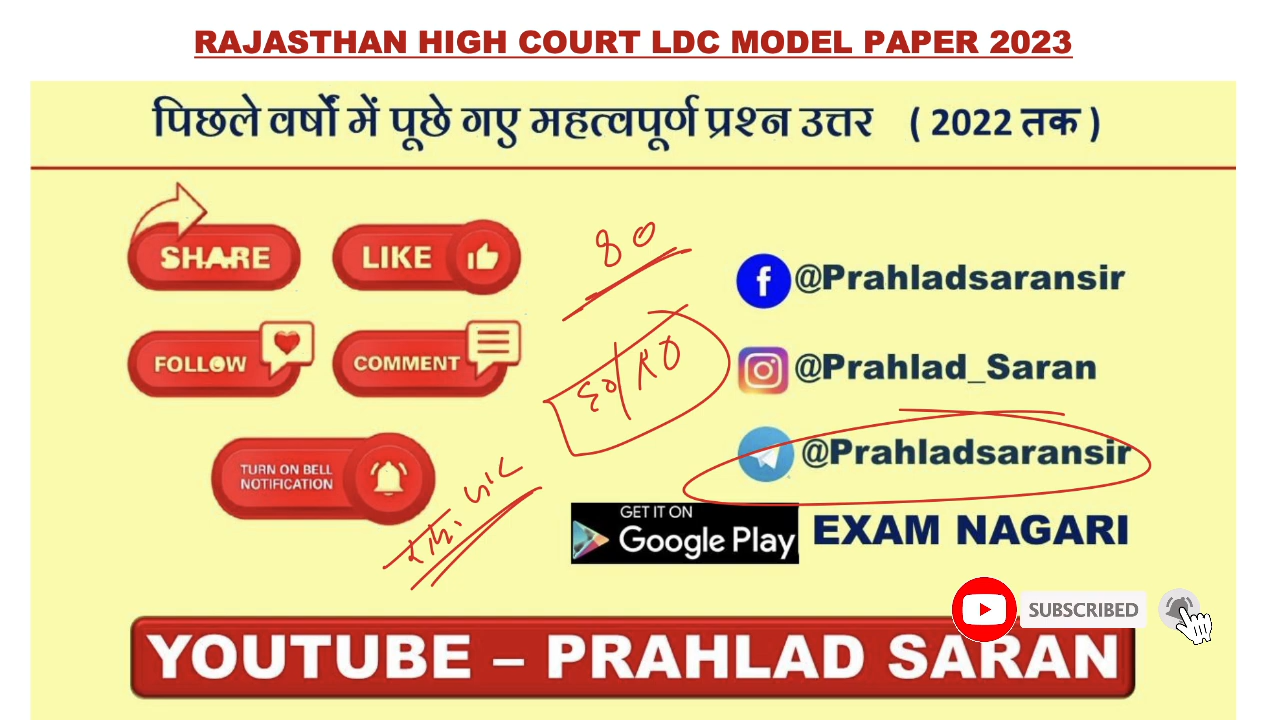 RAJASTHAN HIGH COURT LDC MODEL PAPER 2023
पिछले वर्षों में पूछे गए महत्वपूर्ण प्रश्न उत्तर ( 2022 तक )
SHARE
LIKE
80
@Prahladsaransir
FOLLOW
COMMENT
@Prahlad_Saran
@Prahladsaransir
TURN ON BELL
NOTIFICATION
GET IT ON
Google Play
EXAM NAGARI
SUBSCRIBED
YOUTUBE – PRAHLAD SARAN